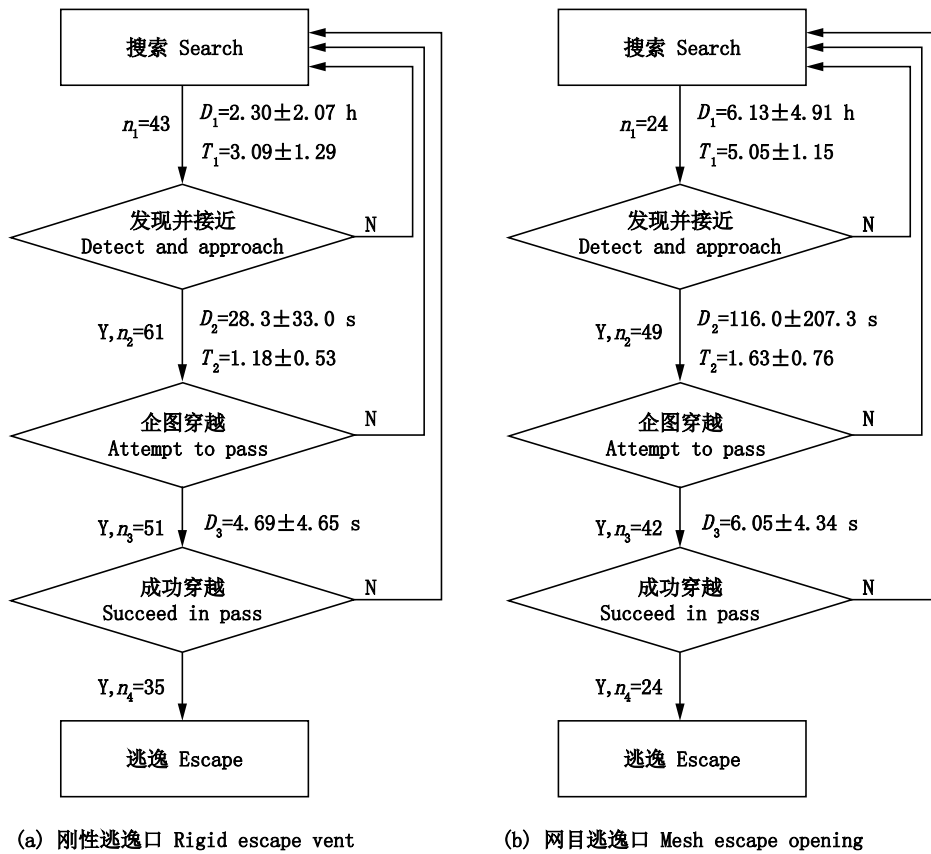 搜索 Search
n₁=43
D₁=2.30±2.07 h
T₁=3.09±1.29
发现并接近
Detect and approach
N
Y,n₂=61
D₂=28.3±33.0 s
T₂=1.18±0.53
企图穿越
Attempt to pass
N
Y,n₃=51
D₃=4.69±4.65 s
成功穿越
Succeed in pass
N
Y,n₄=35
逃逸 Escape
(a) 刚性逃逸口 Rigid escape vent
搜索 Search
n₁=24
D₁=6.13±4.91 h
T₁=5.05±1.15
发现并接近
Detect and approach
N
Y,n₂=49
D₂=116.0±207.3 s
T₂=1.63±0.76
企图穿越
Attempt to pass
N
Y,n₃=42
D₃=6.05±4.34 s
成功穿越
Succeed in pass
N
Y,n₄=24
逃逸 Escape
(b) 网目逃逸口 Mesh escape opening